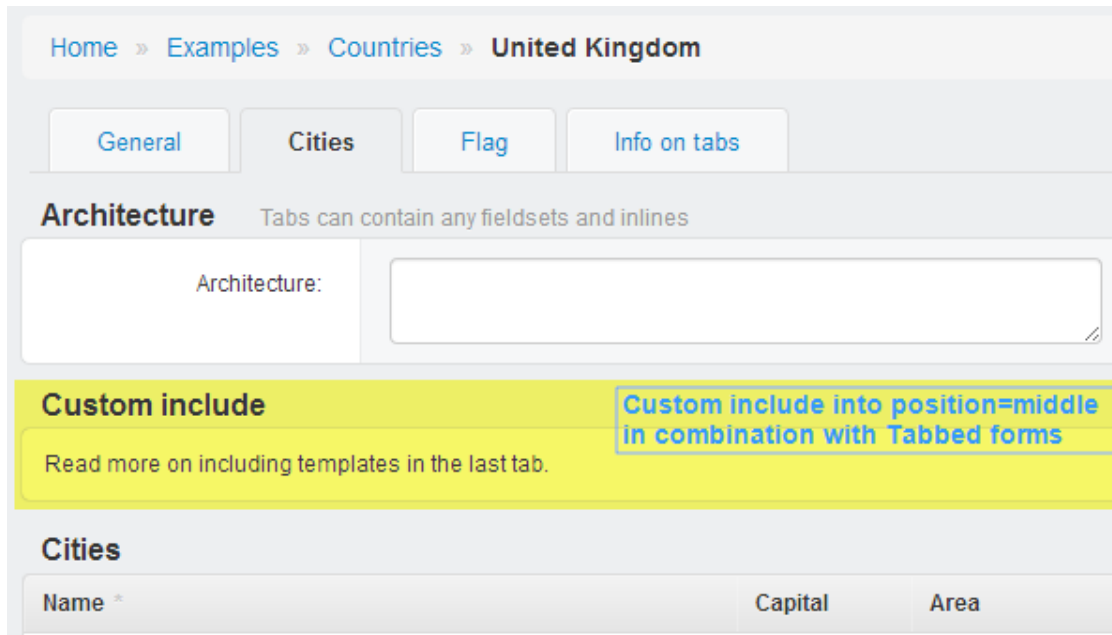 Home » Examples » Countries » United Kingdom
General Cities Flag Info on tabs
Architecture Tabs can contain any fieldsets and inlines
Architecture:
Custom include
Custom include into position=middle
in combination with Tabbed forms
Read more on including templates in the last tab.
Cities
Name * Capital Area